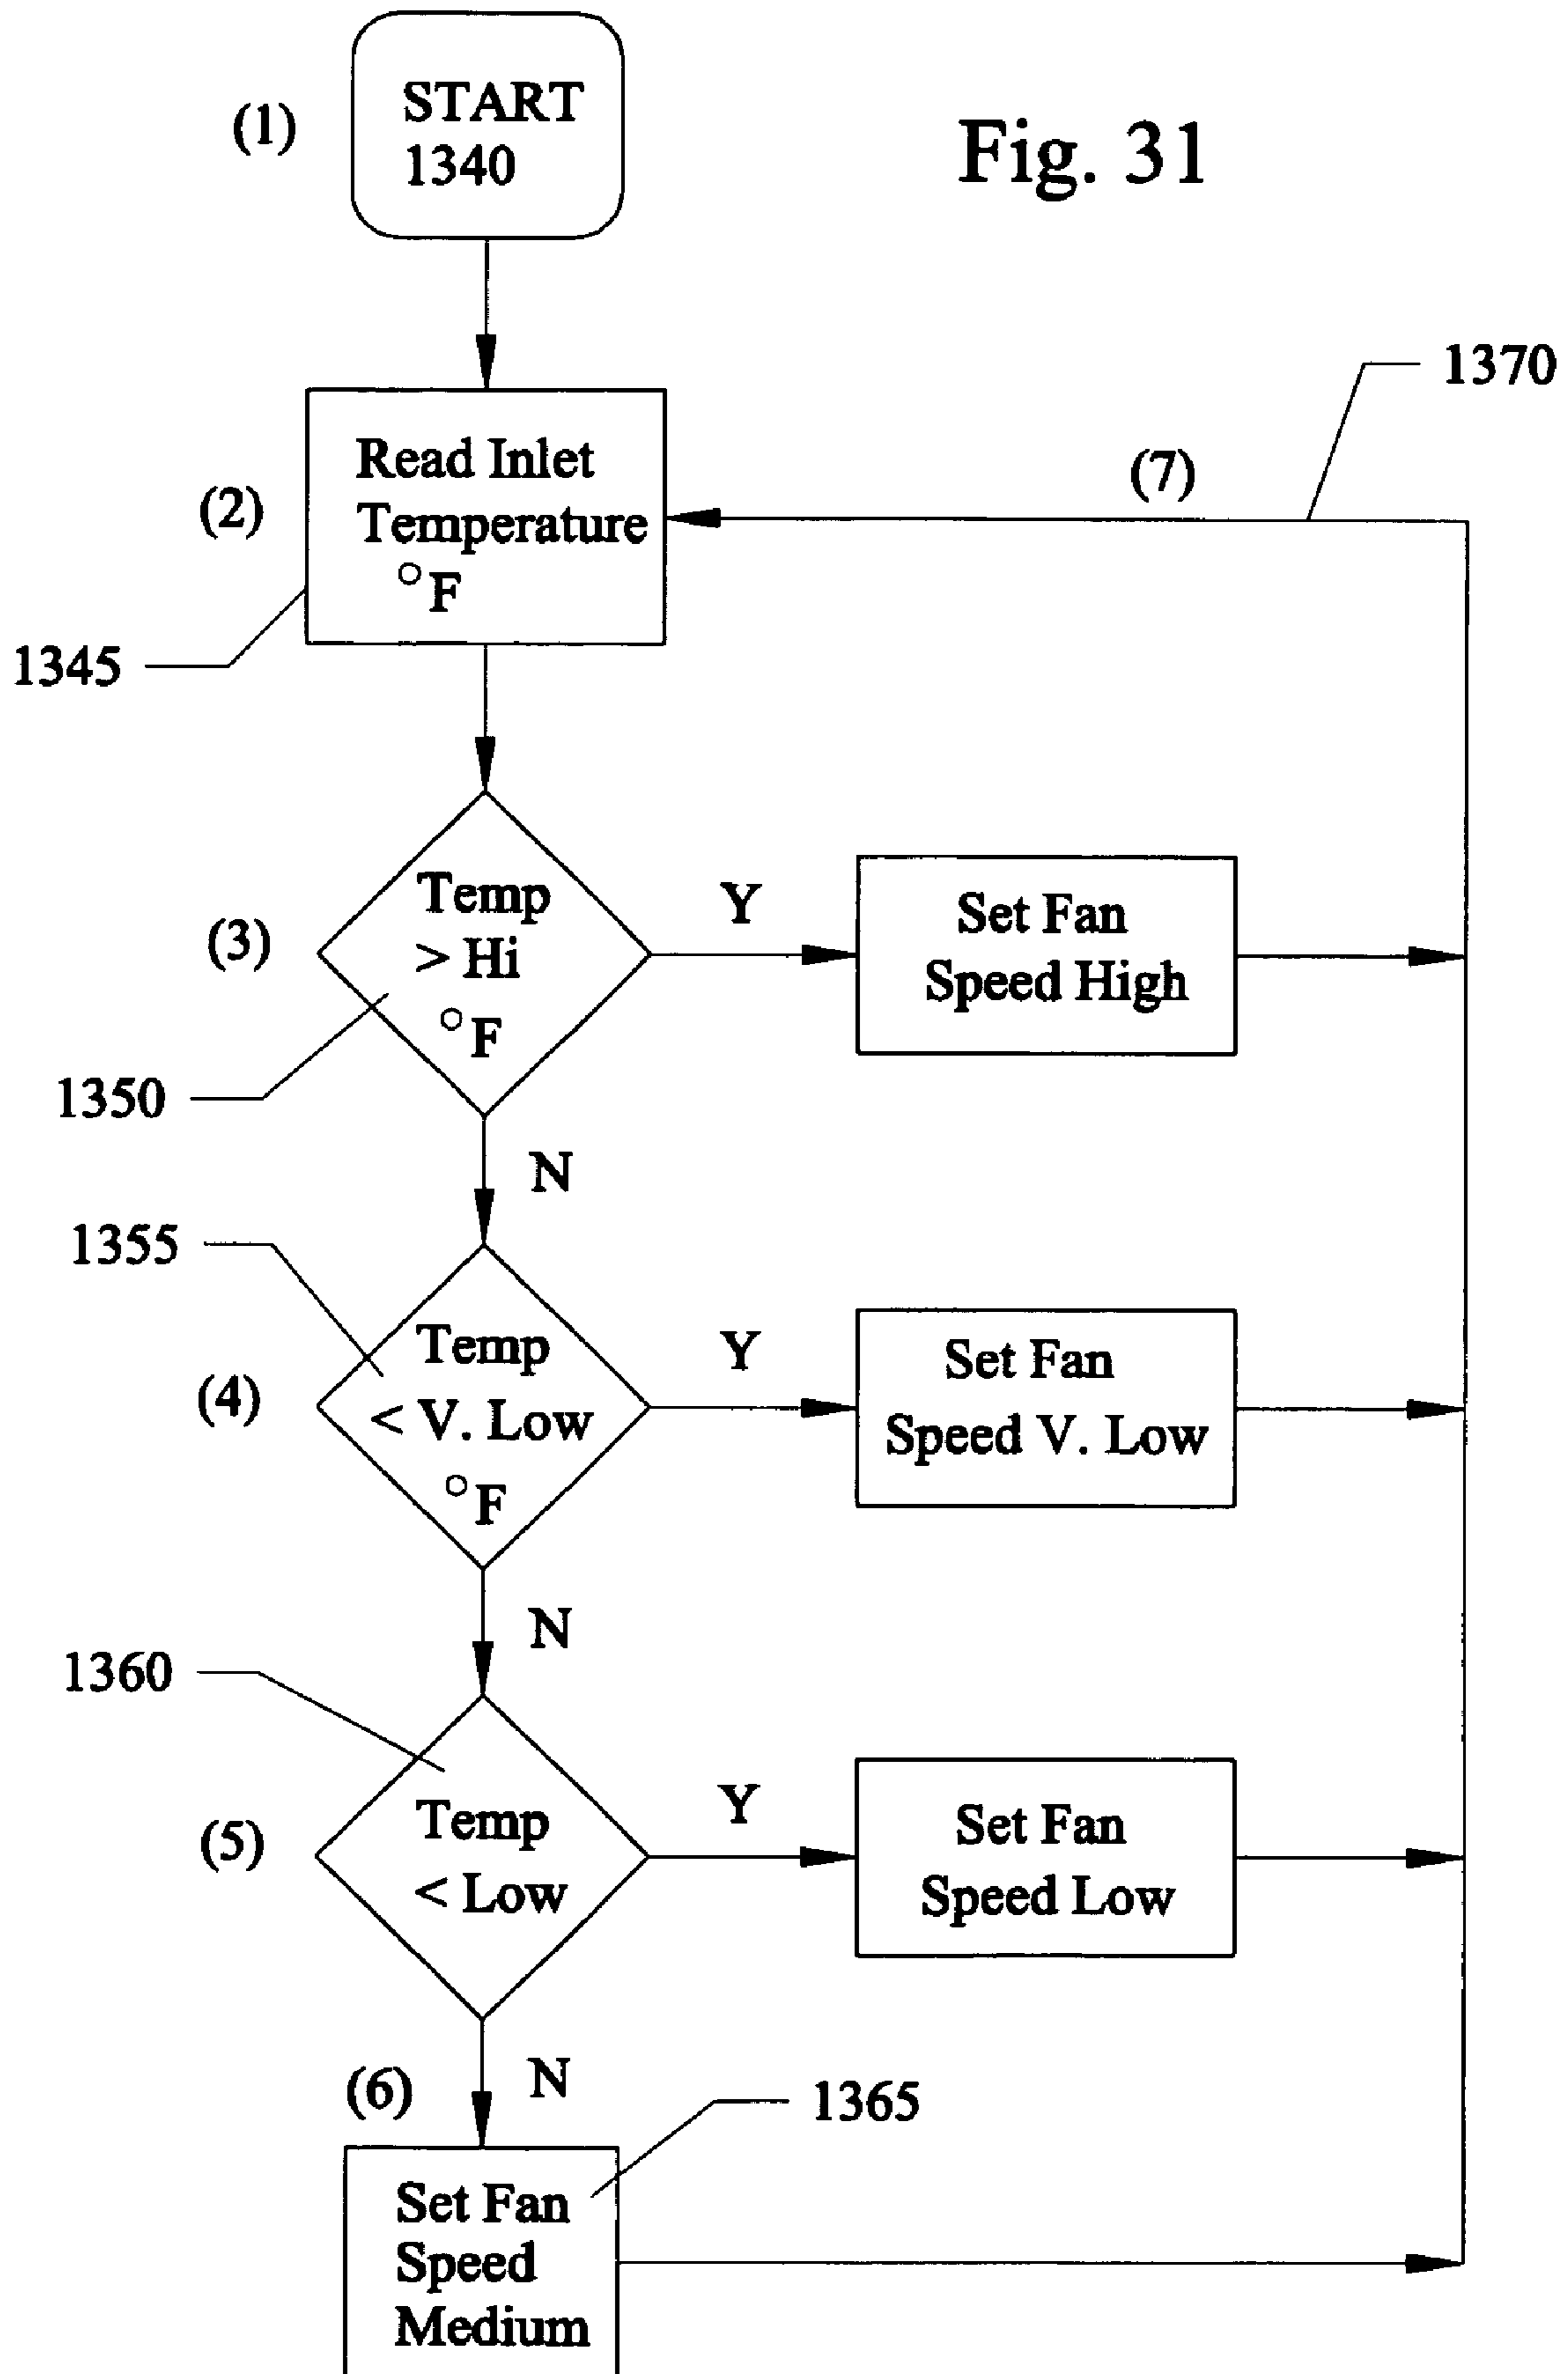 (1)
START
1340
Fig. 31
1370
(7)
(2)
Read Inlet
Temperature
°F
1345
(3)
Temp
> Hi
°F
Y
Set Fan
Speed High
1350
N
1355
(4)
Temp
< V. Low
°F
Y
Set Fan
Speed V. Low
N
1360
(5)
Temp
< Low
Y
Set Fan
Speed Low
(6)
N
1365
Set Fan
Speed
Medium